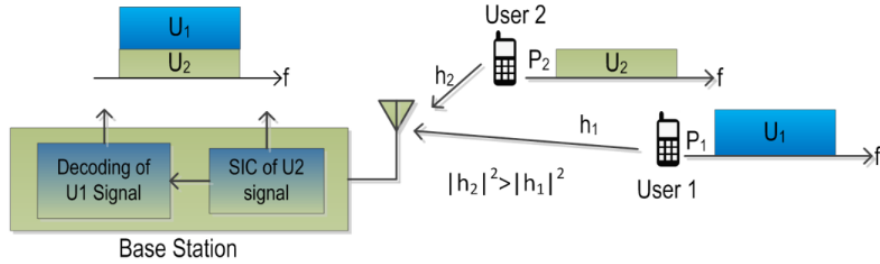 U₁
U₂
f
User 2
h₂
P₂
U₂
f
h₁
P₁
U₁
f
User 1
|h₂|²>|h₁|²
Decoding of
U1 Signal
SIC of U2
signal
Base Station